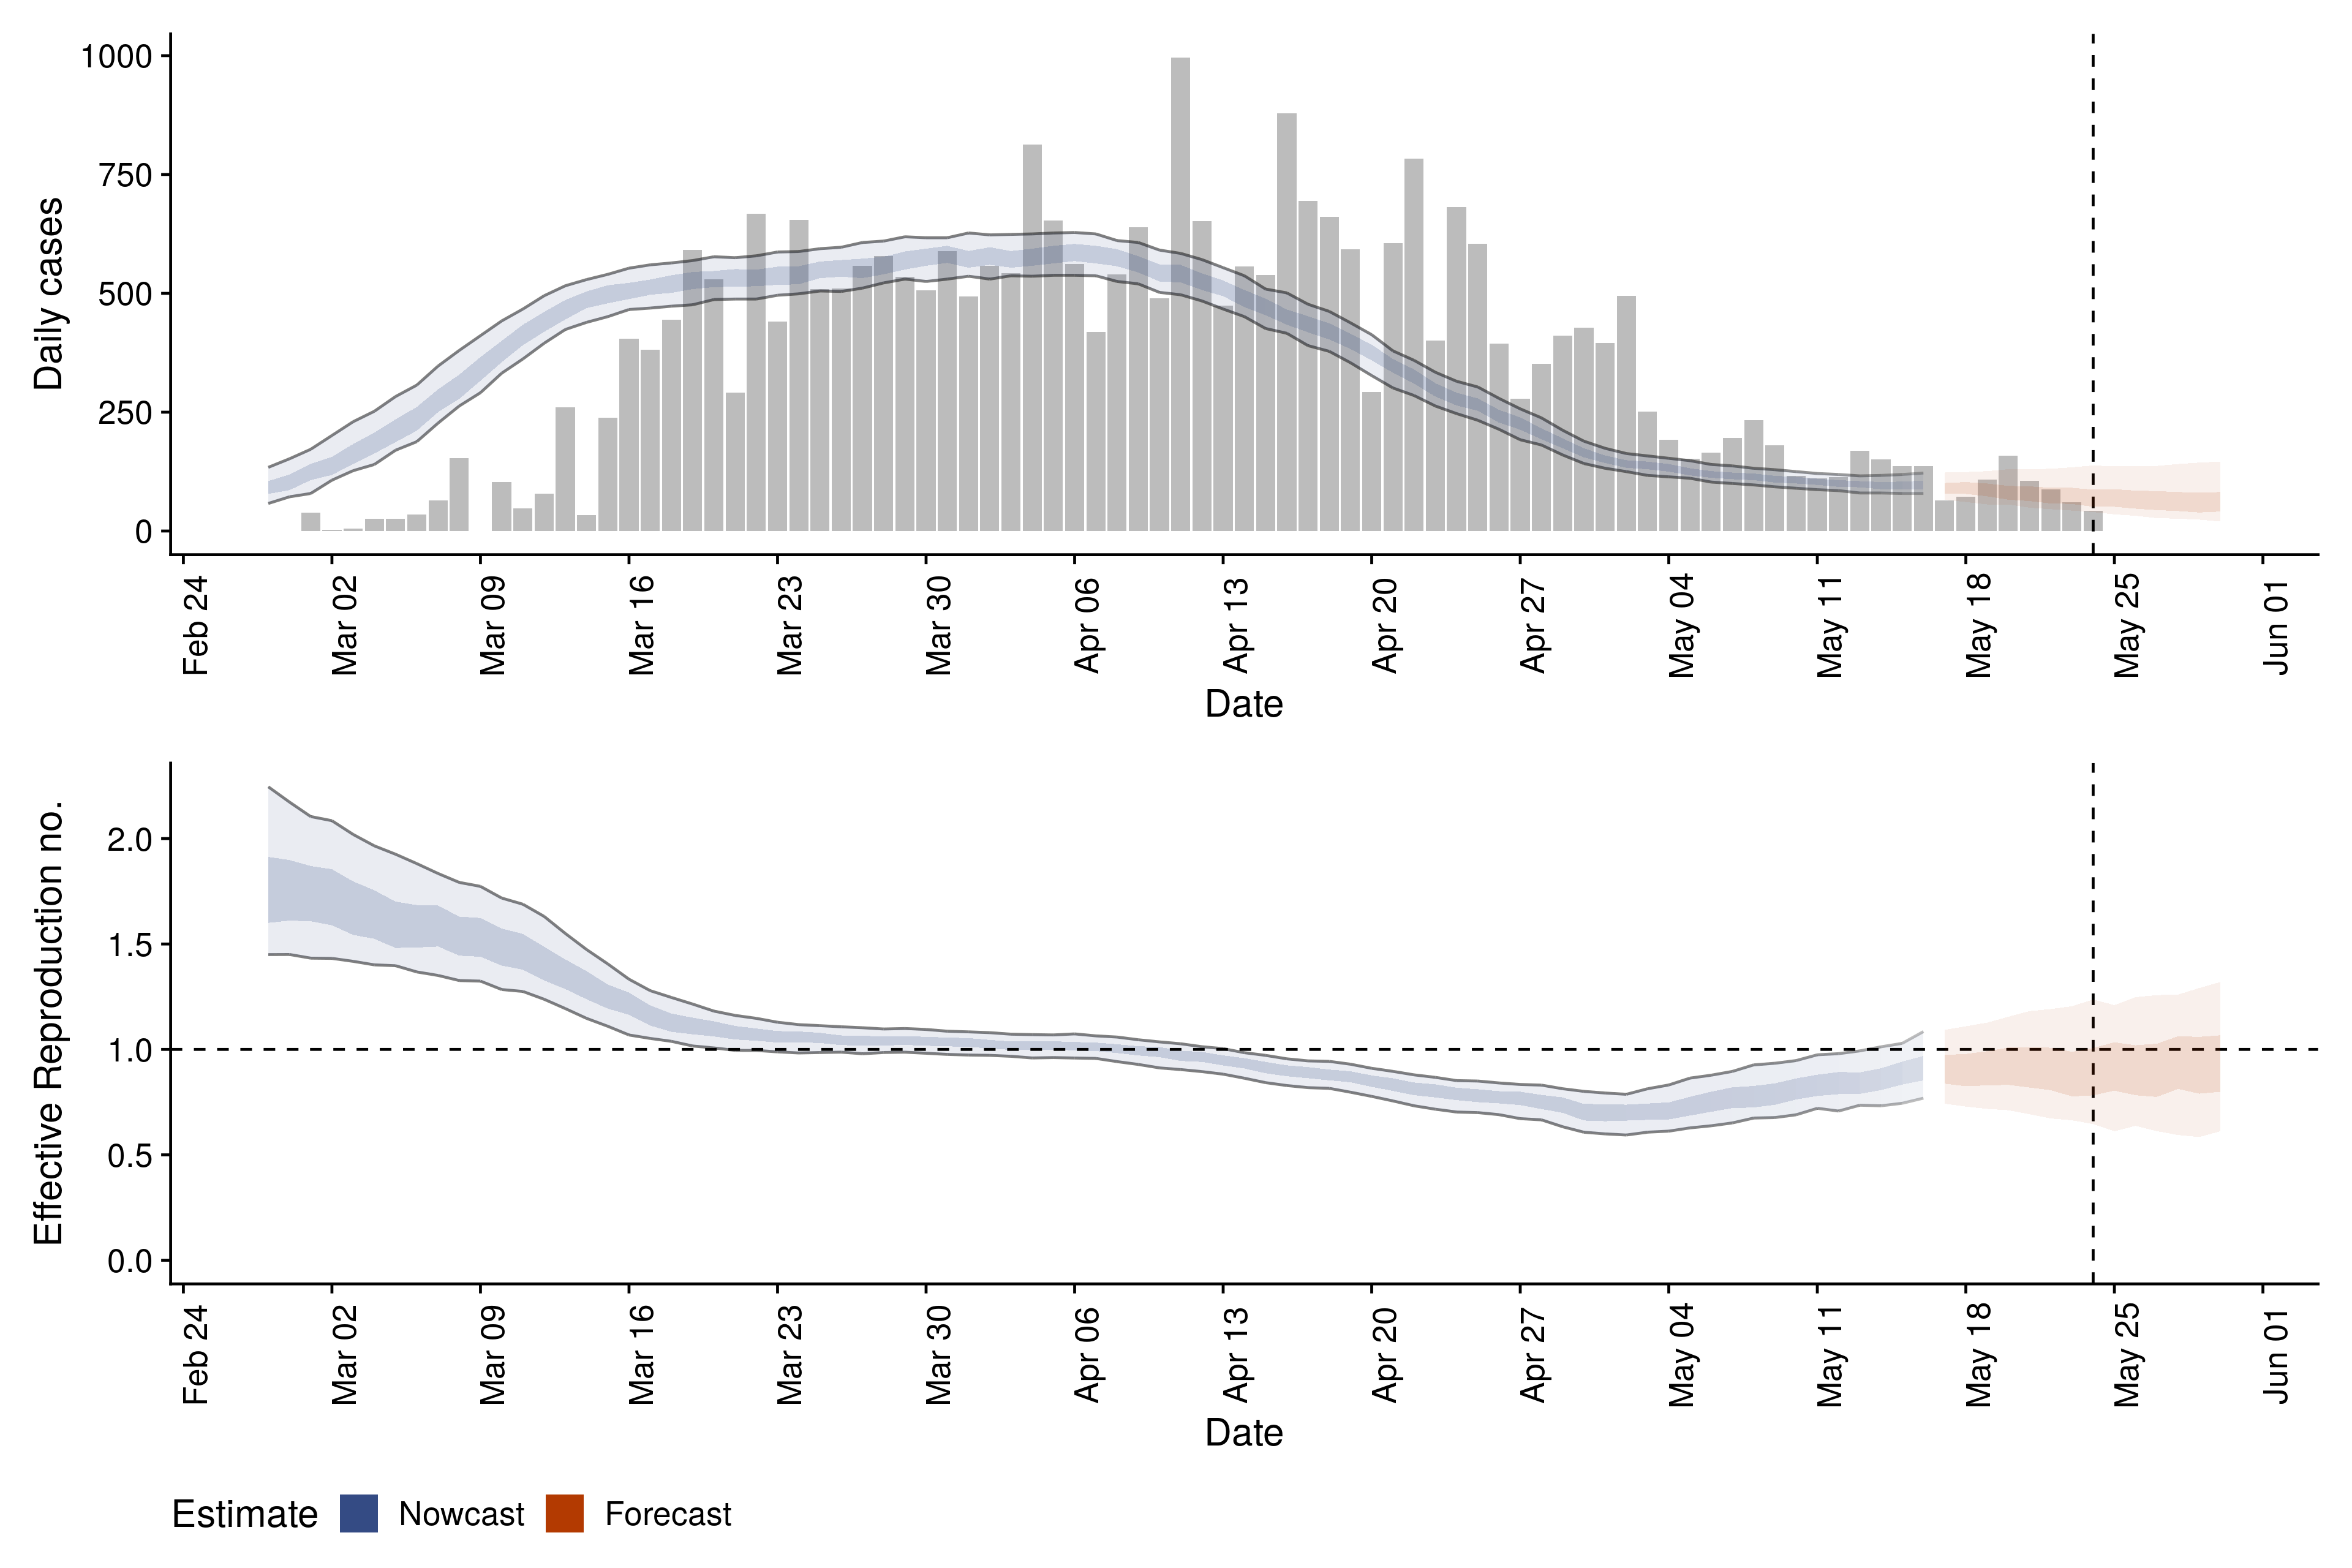 1000
750
500
250
0
Daily cases
Feb 24
Mar 02
Mar 09
Mar 16
Mar 23
Mar 30
Apr 06
Apr 13
Apr 20
Apr 27
May 04
May 11
May 18
May 25
Jun 01
Date
2.0
1.5
1.0
0.5
0.0
Effective Reproduction no.
Feb 24
Mar 02
Mar 09
Mar 16
Mar 23
Mar 30
Apr 06
Apr 13
Apr 20
Apr 27
May 04
May 11
May 18
May 25
Jun 01
Date
Estimate Nowcast Forecast